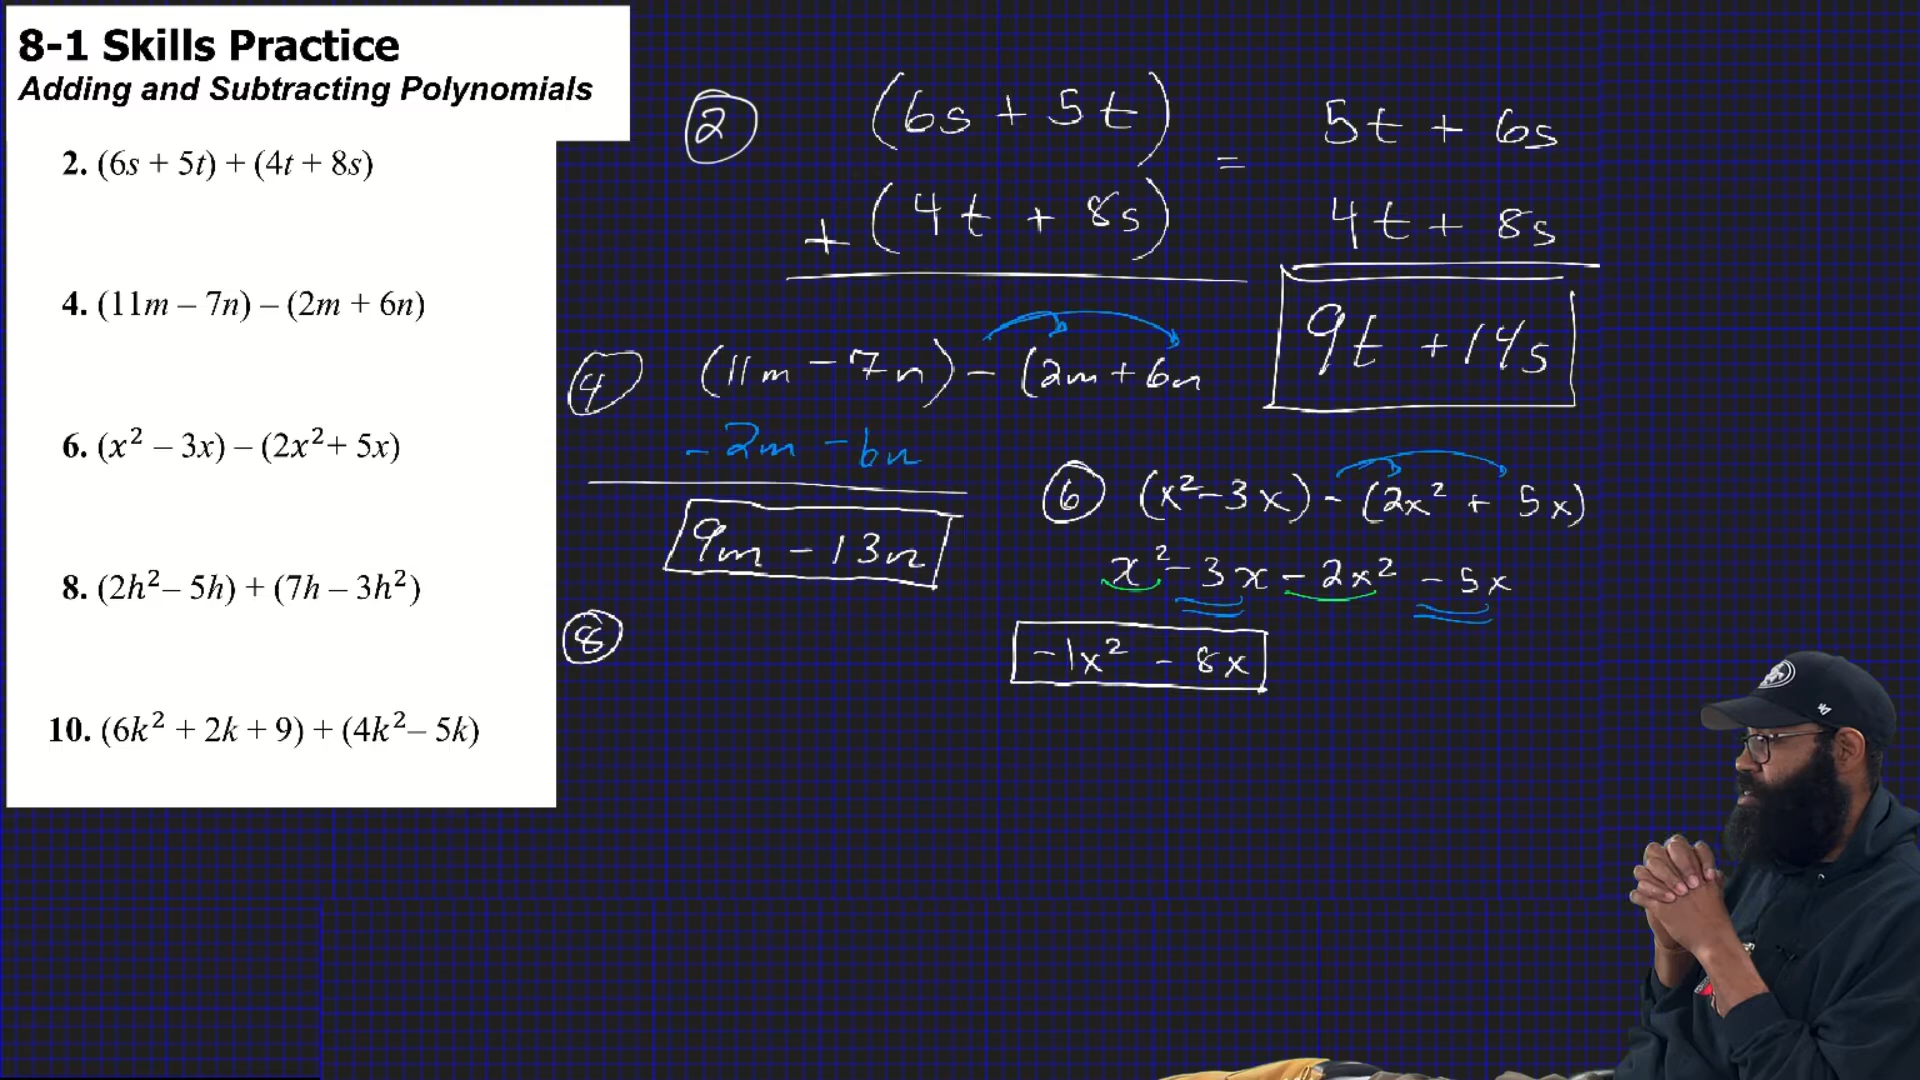 8-1 Skills Practice
Adding and Subtracting Polynomials
2. (6s + 5t) + (4t + 8s)
4. (11m – 7n) – (2m + 6n)
6. (x² – 3x) – (2x²+ 5x)
8. (2h²– 5h) + (7h – 3h²)
10. (6k² + 2k + 9) + (4k²– 5k)
2 (6s + 5t) = 5t + 6s
+ (4t + 8s) 4t + 8s
9t + 14s
4 (11m - 7n) - (2m + 6n
- 2m - 6n
9m - 13n
6 (x² - 3x) - (2x² + 5x)
x² - 3x - 2x² - 5x
-1x² - 8x
8